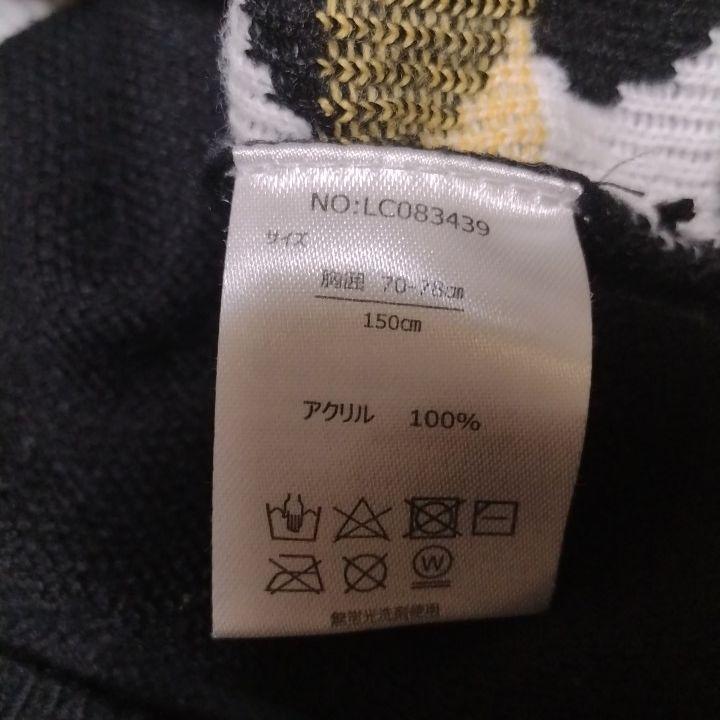 NO:LC083439
サイズ
胸囲 70-78㎝
150㎝
アクリル 100%
W
無蛍光洗剤使用